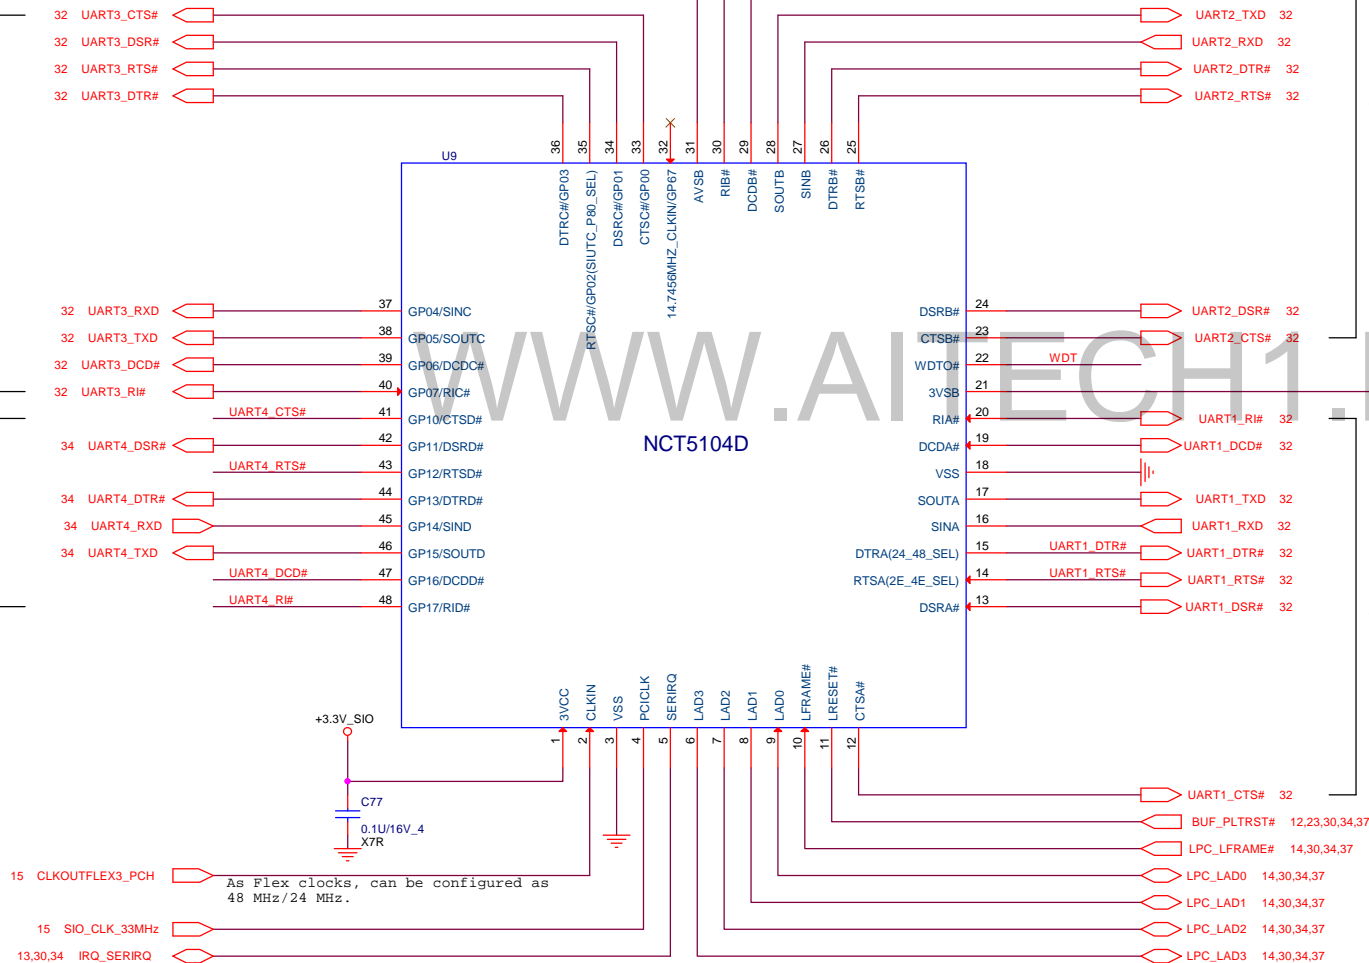 32 UART3_CTS#
32 UART3_DSR#
32 UART3_RTS#
32 UART3_DTR#
UART2_TXD 32
UART2_RXD 32
UART2_DTR# 32
UART2_RTS# 32
36 35 34 33 32 31 30 29 28 27 26 25
U9
DTRC#/GP03
RTSC#/GP02(SIUTC_P80_SEL)
DSRC#/GP01
CTSC#/GP00
14.7456MHZ_CLKIN/GP67
AVSB
RIB#
DCDB#
SOUTB
SINB
DTRB#
RTSB#
32 UART3_RXD 37 GP04/SINC
32 UART3_TXD 38 GP05/SOUTC
32 UART3_DCD# 39 GP06/DCDC#
32 UART3_RI# 40 GP07/RIC#
UART4_CTS# 41 GP10/CTSD#
34 UART4_DSR# 42 GP11/DSRD#
UART4_RTS# 43 GP12/RTSD#
34 UART4_DTR# 44 GP13/DTRD#
34 UART4_RXD 45 GP14/SIND
34 UART4_TXD 46 GP15/SOUTD
UART4_DCD# 47 GP16/DCDD#
UART4_RI# 48 GP17/RID#
WWW.AITECH1.
NCT5104D
DSRB# 24 UART2_DSR# 32
CTSB# 23 UART2_CTS# 32
WDTO# 22 WDT
3VSB 21
RIA# 20 UART1_RI# 32
DCDA# 19 UART1_DCD# 32
VSS 18
SOUTA 17 UART1_TXD 32
SINA 16 UART1_RXD 32
DTRA(24_48_SEL) 15 UART1_DTR# UART1_DTR# 32
RTSA(2E_4E_SEL) 14 UART1_RTS# UART1_RTS# 32
DSRA# 13 UART1_DSR# 32
3VCC
CLKIN
VSS
PCICLK
SERIRQ
LAD3
LAD2
LAD1
LAD0
LFRAME#
LRESET#
CTSA#
1 2 3 4 5 6 7 8 9 10 11 12
+3.3V_SIO
C77
0.1U/16V_4
X7R
15 CLKOUTFLEX3_PCH
As Flex clocks, can be configured as
48 MHz/24 MHz.
15 SIO_CLK_33MHz
13,30,34 IRQ_SERIRQ
UART1_CTS# 32
BUF_PLTRST# 12,23,30,34,37
LPC_LFRAME# 14,30,34,37
LPC_LAD0 14,30,34,37
LPC_LAD1 14,30,34,37
LPC_LAD2 14,30,34,37
LPC_LAD3 14,30,34,37